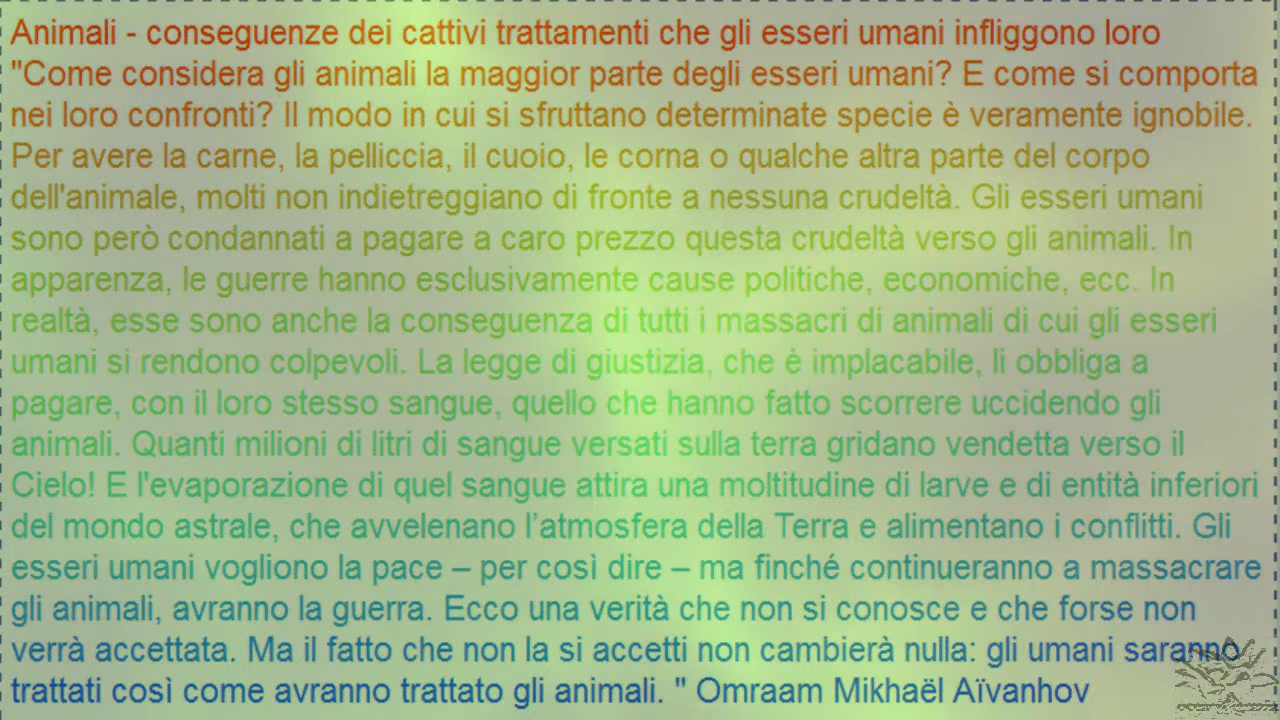 Animali - conseguenze dei cattivi trattamenti che gli esseri umani infliggono loro
"Come considera gli animali la maggior parte degli esseri umani? E come si comporta
nei loro confronti? Il modo in cui si sfruttano determinate specie è veramente ignobile.
Per avere la carne, la pelliccia, il cuoio, le corna o qualche altra parte del corpo
dell'animale, molti non indietreggiano di fronte a nessuna crudeltà. Gli esseri umani
sono però condannati a pagare a caro prezzo questa crudeltà verso gli animali. In
apparenza, le guerre hanno esclusivamente cause politiche, economiche, ecc. In
realtà, esse sono anche la conseguenza di tutti i massacri di animali di cui gli esseri
umani si rendono colpevoli. La legge di giustizia, che è implacabile, li obbliga a
pagare, con il loro stesso sangue, quello che hanno fatto scorrere uccidendo gli
animali. Quanti milioni di litri di sangue versati sulla terra gridano vendetta verso il
Cielo! E l'evaporazione di quel sangue attira una moltitudine di larve e di entità inferiori
del mondo astrale, che avvelenano l’atmosfera della Terra e alimentano i conflitti. Gli
esseri umani vogliono la pace – per così dire – ma finché continueranno a massacrare
gli animali, avranno la guerra. Ecco una verità che non si conosce e che forse non
verrà accettata. Ma il fatto che non la si accetti non cambierà nulla: gli umani saranno
trattati così come avranno trattato gli animali. " Omraam Mikhaël Aïvanhov